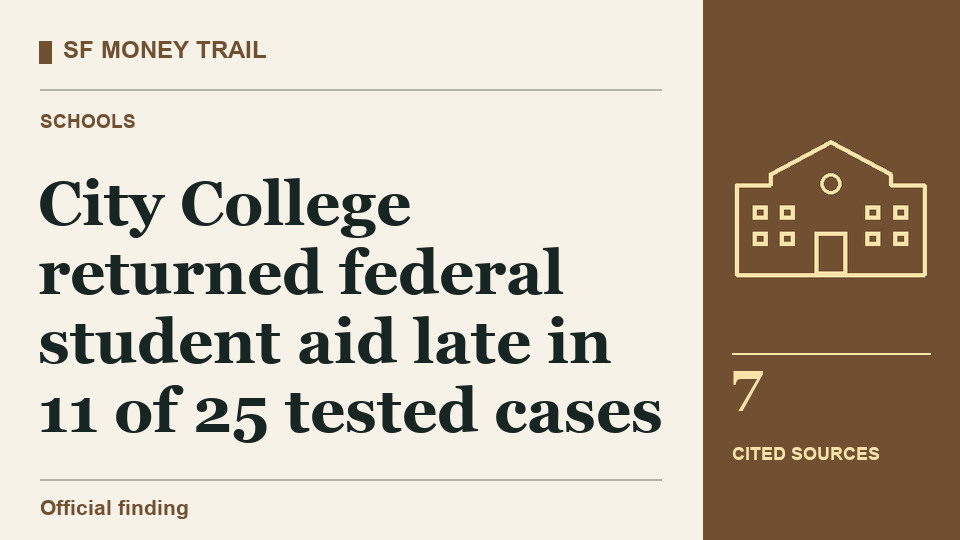 SF MONEY TRAIL
SCHOOLS
City College
returned federal
student aid late in
11 of 25 tested cases
Official finding
7
CITED SOURCES